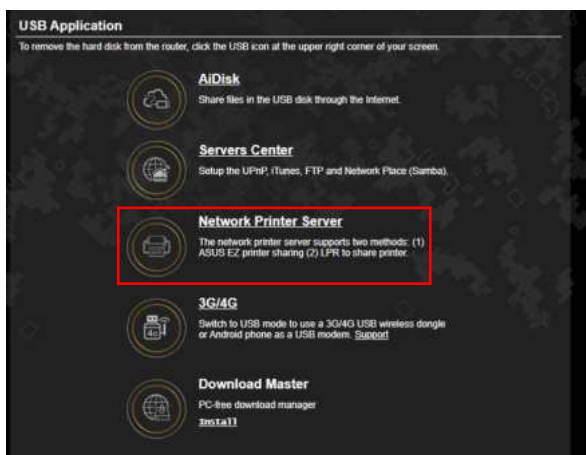 USB Application
To remove the hard disk from the router, click the USB icon at the upper right corner of your screen.
AiDisk
Share files in the USB disk through the Internet.
Servers Center
Setup the UPnP, iTunes, FTP and Network Place (Samba).
Network Printer Server
The network printer server supports two methods: (1)
ASUS EZ printer sharing (2) LPR to share printer.
3G/4G
Switch to USB mode to use a 3G/4G USB wireless dongle
or Android phone as a USB modem. Support
4G
Download Master
PC-free download manager
Install